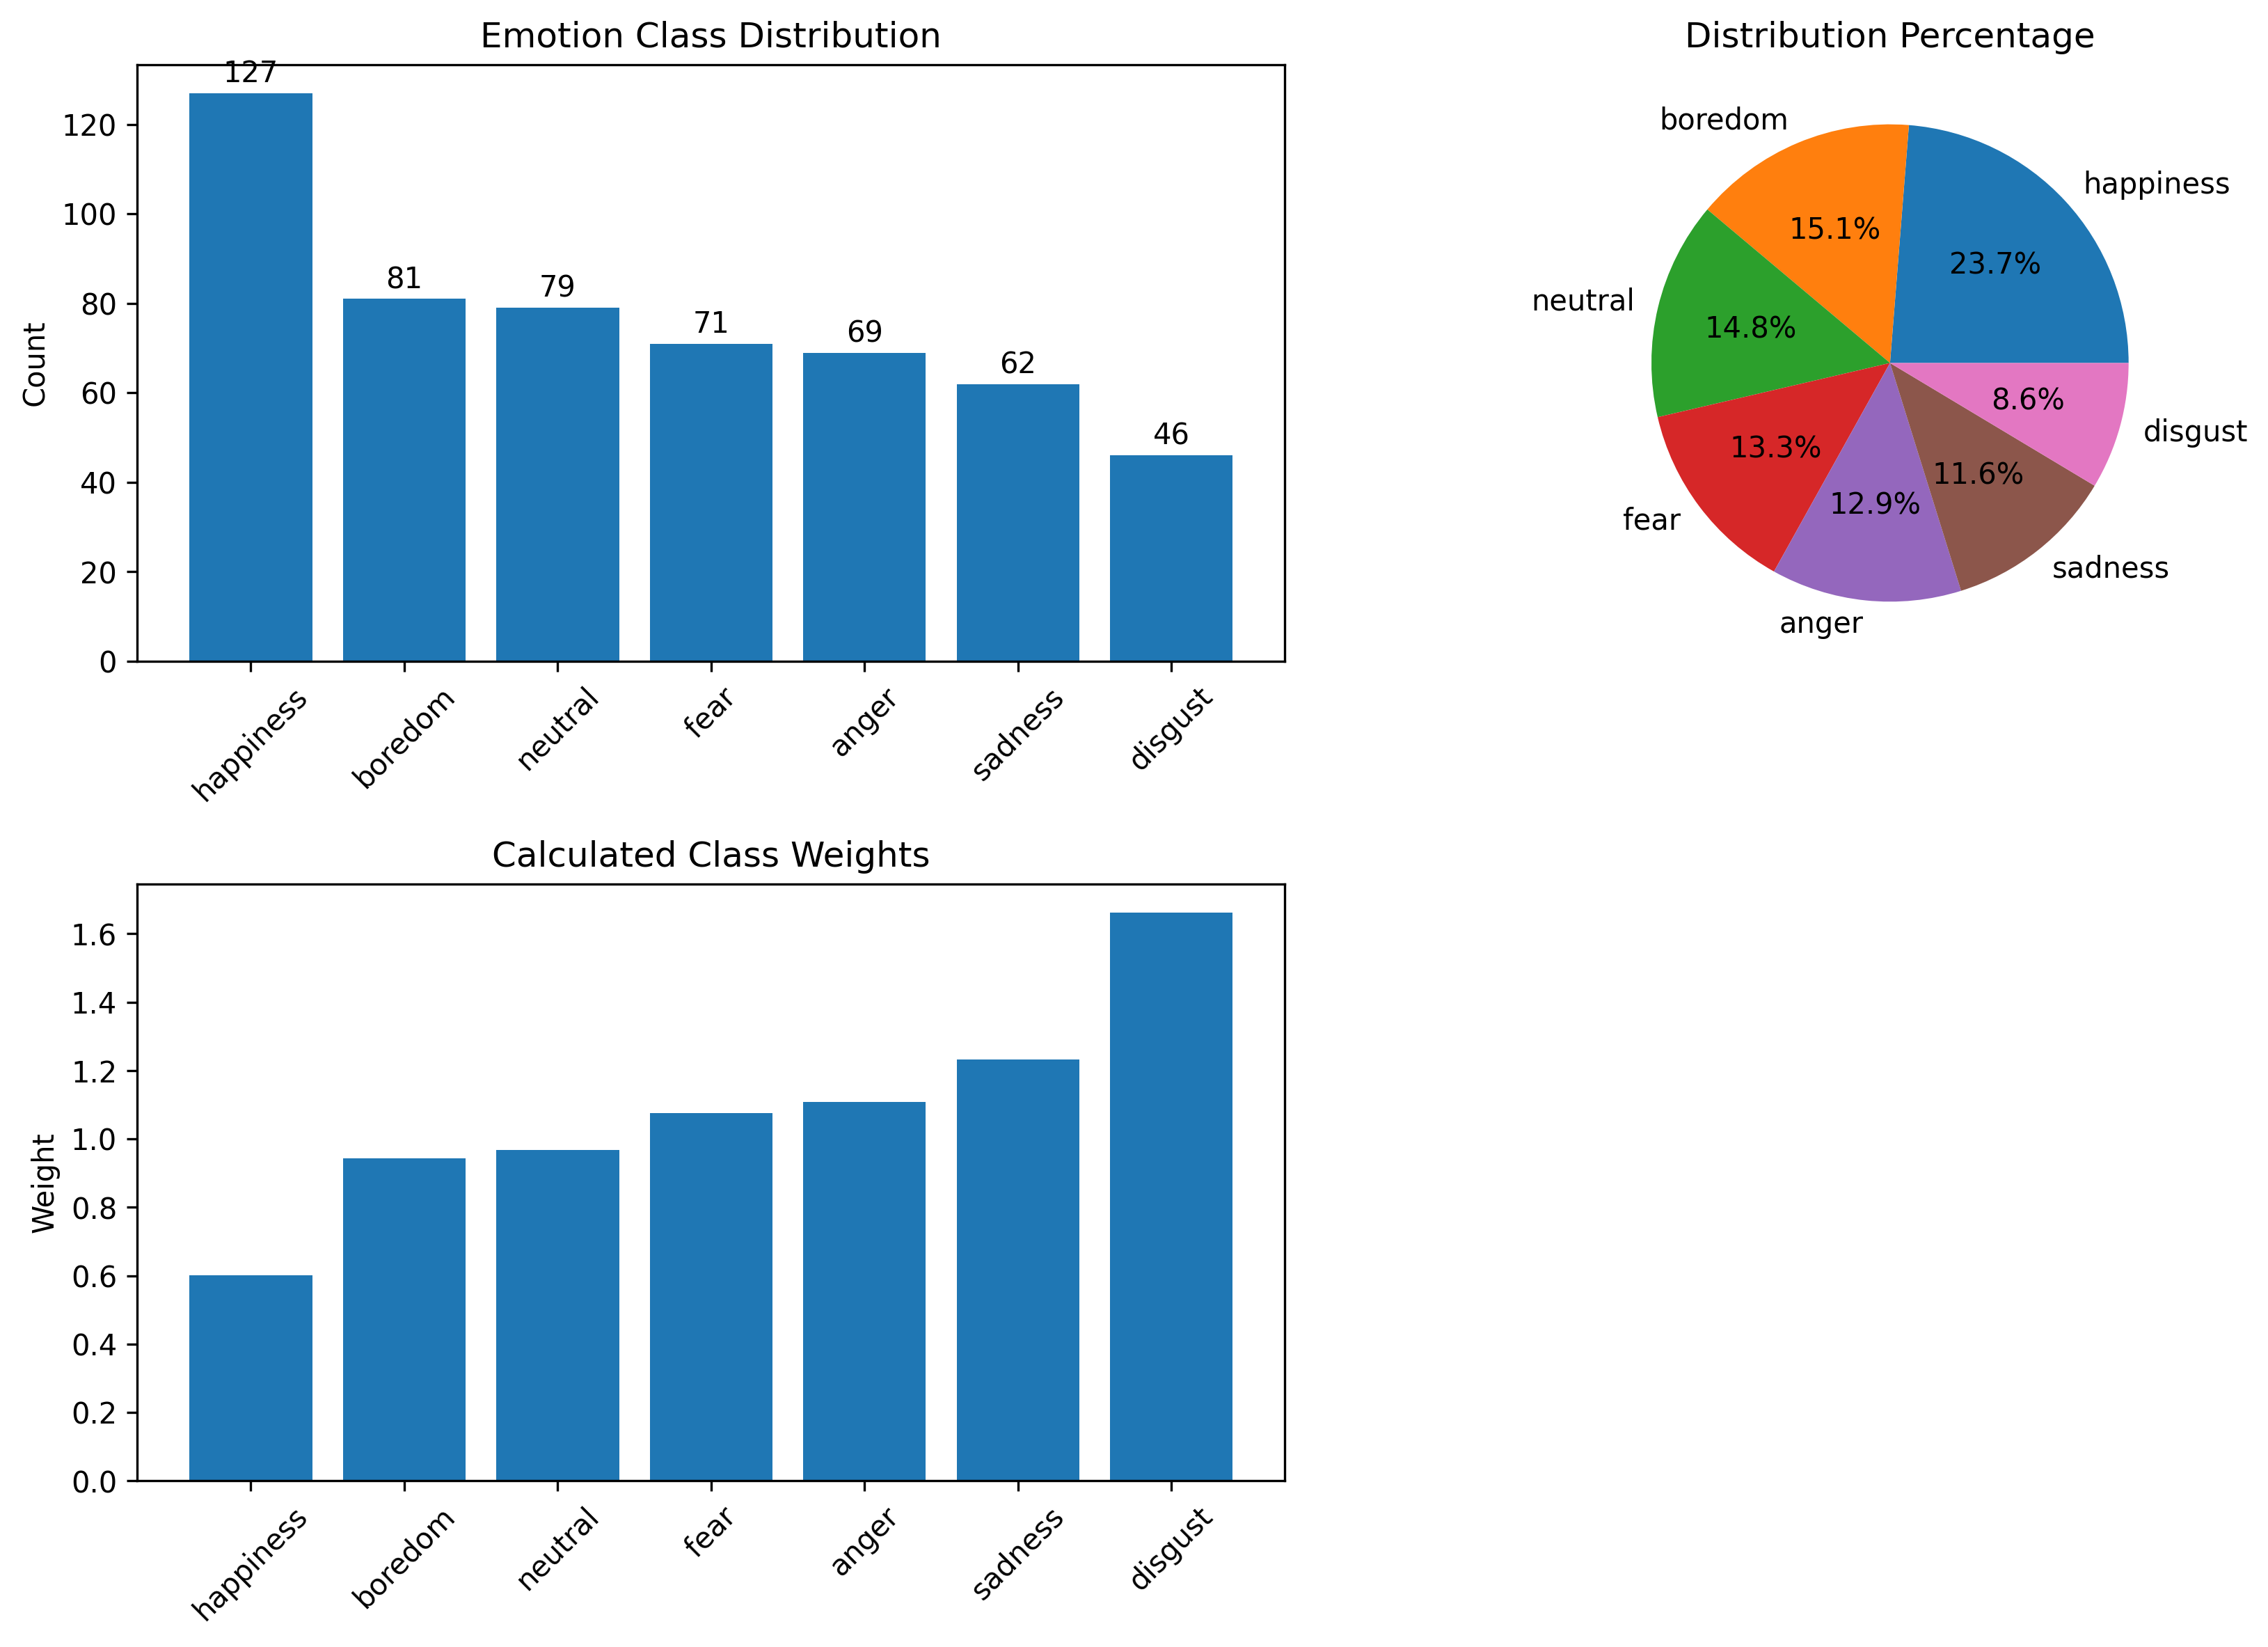 Emotion Class Distribution
Count
120
100
80
60
40
20
0
127
81
79
71
69
62
46
happiness
boredom
neutral
fear
anger
sadness
disgust
Distribution Percentage
happiness
boredom
neutral
fear
anger
sadness
disgust
23.7%
15.1%
14.8%
13.3%
12.9%
11.6%
8.6%
Calculated Class Weights
Weight
1.6
1.4
1.2
1.0
0.8
0.6
0.4
0.2
0.0
happiness
boredom
neutral
fear
anger
sadness
disgust